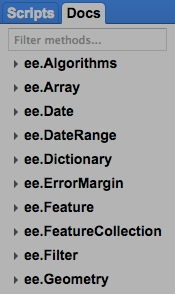 Scripts Docs
Filter methods...
ee.Algorithms
ee.Array
ee.Date
ee.DateRange
ee.Dictionary
ee.ErrorMargin
ee.Feature
ee.FeatureCollection
ee.Filter
ee.Geometry